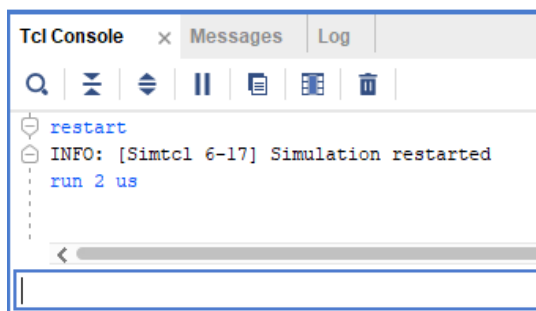 Tcl Console × Messages Log
restart
INFO: [Simtcl 6-17] Simulation restarted
run 2 us